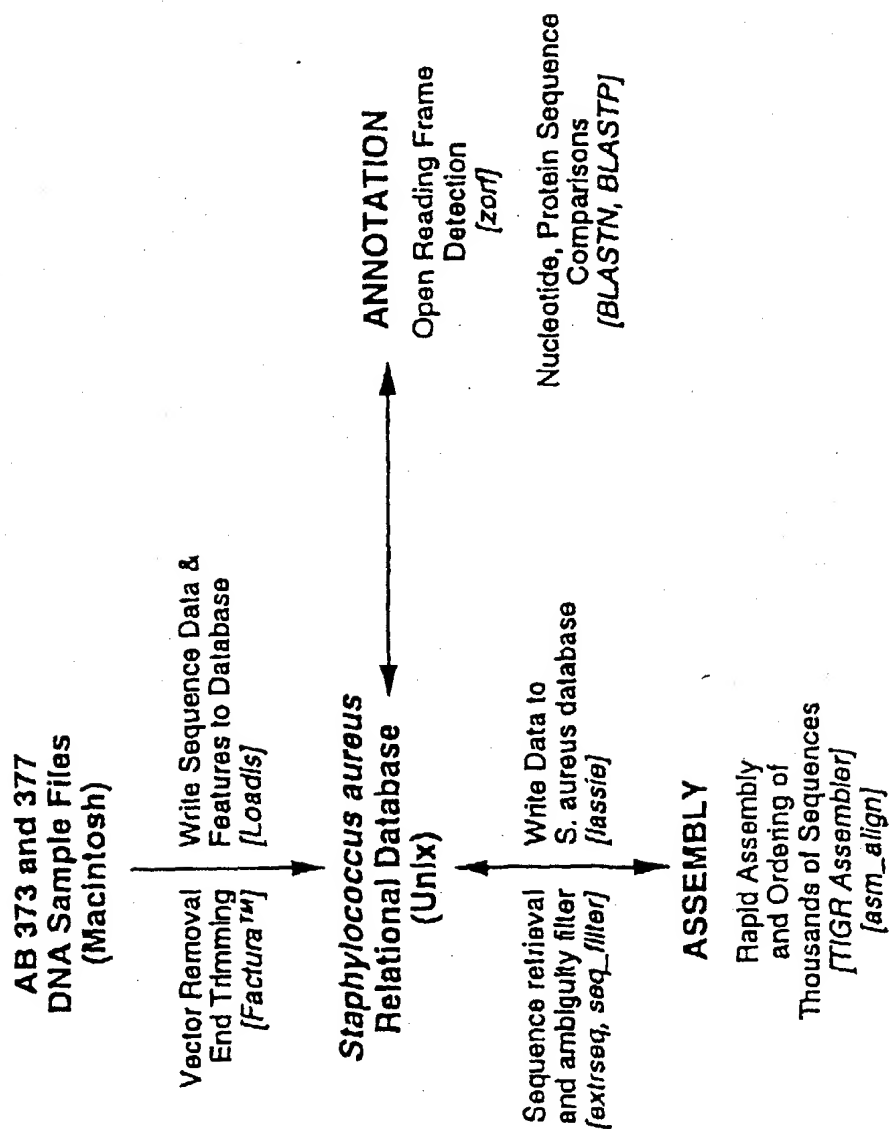 AB 373 and 377
DNA Sample Files
(Macintosh)
Vector Removal
End Trimming
[Factura™]
Write Sequence Data &
Features to Database
[Loadis]
Staphylococcus aureus
Relational Database
(Unix)
Sequence retrieval
and ambiguity filter
[extrseq, seq_filter]
Write Data to
S. aureus database
[lassie]
ASSEMBLY
Rapid Assembly
and Ordering of
Thousands of Sequences
[TIGR Assembler]
[asm_align]
ANNOTATION
Open Reading Frame
Detection
[zorf]
Nucleotide, Protein Sequence
Comparisons
[BLASTN, BLASTP]